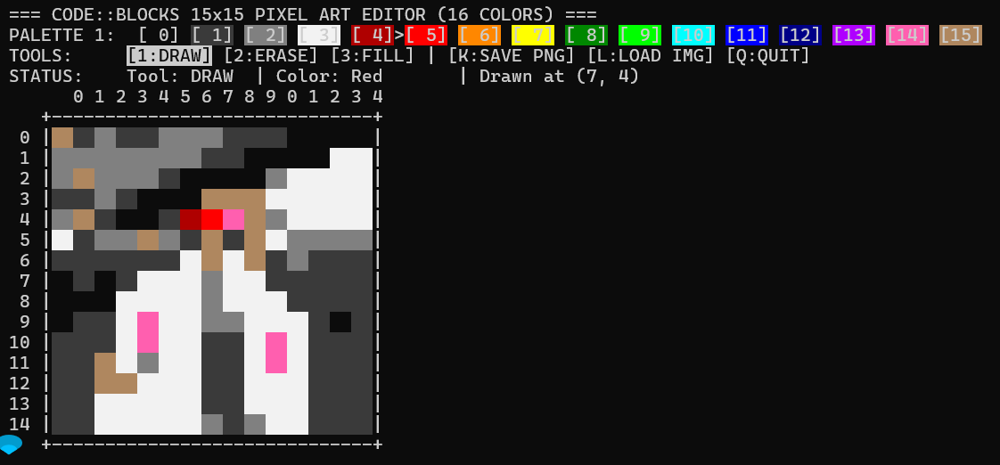 === CODE::BLOCKS 15x15 PIXEL ART EDITOR (16 COLORS) ===
PALETTE 1:  [ 0] [ 1] [ 2] [ 3] [ 4]>[ 5] [ 6] [ 7] [ 8] [ 9] [10] [11] [12] [13] [14] [15]
TOOLS:     [1:DRAW] [2:ERASE] [3:FILL] | [K:SAVE PNG] [L:LOAD IMG] [Q:QUIT]
STATUS:    Tool: DRAW  | Color: Red       | Drawn at (7, 4)
0 1 2 3 4 5 6 7 8 9 0 1 2 3 4
+------------------------------+
0 |                              |
1 |                              |
2 |                              |
3 |                              |
4 |                              |
5 |                              |
6 |                              |
7 |                              |
8 |                              |
9 |                              |
10 |                              |
11 |                              |
12 |                              |
13 |                              |
14 |                              |
+------------------------------+